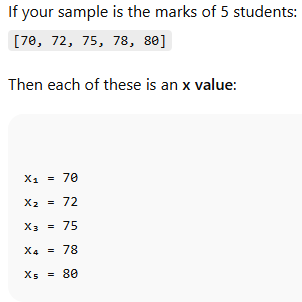 If your sample is the marks of 5 students:
[70, 72, 75, 78, 80]
Then each of these is an x value:
x₁ = 70
x₂ = 72
x₃ = 75
x₄ = 78
x₅ = 80